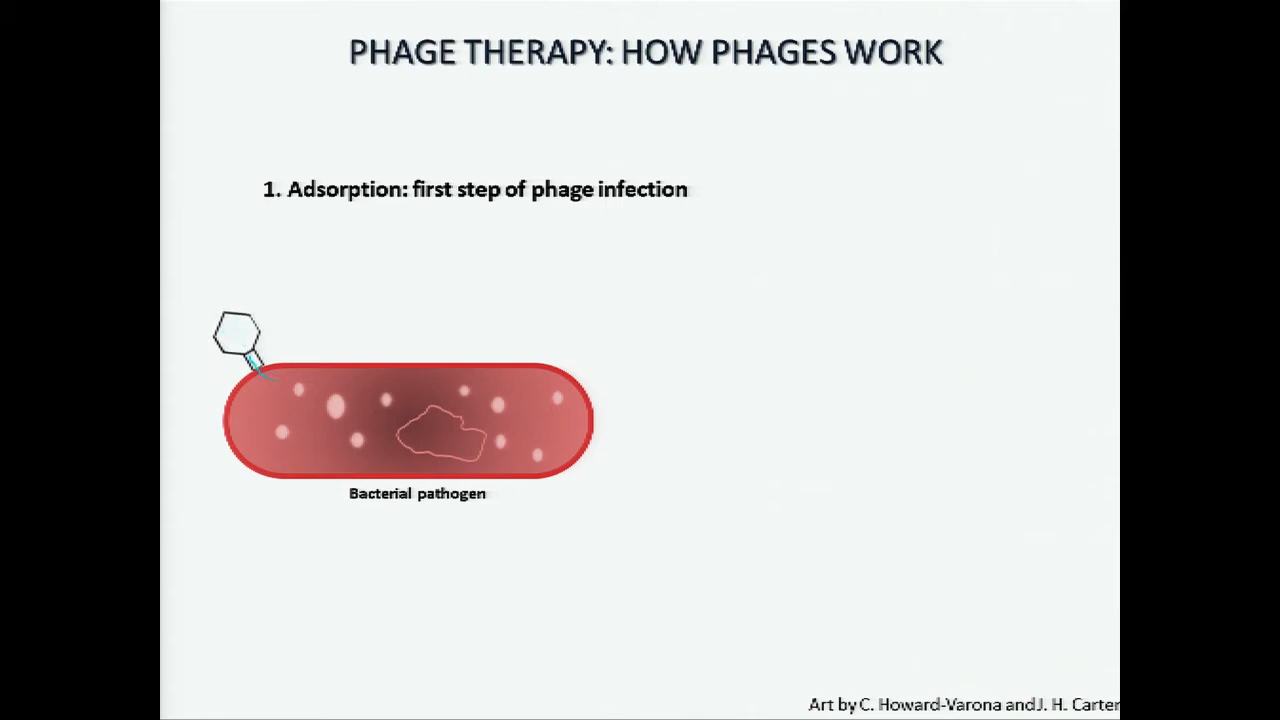 PHAGE THERAPY: HOW PHAGES WORK
1. Adsorption: first step of phage infection
Bacterial pathogen
Art by C. Howard-Varona and J. H. Carter